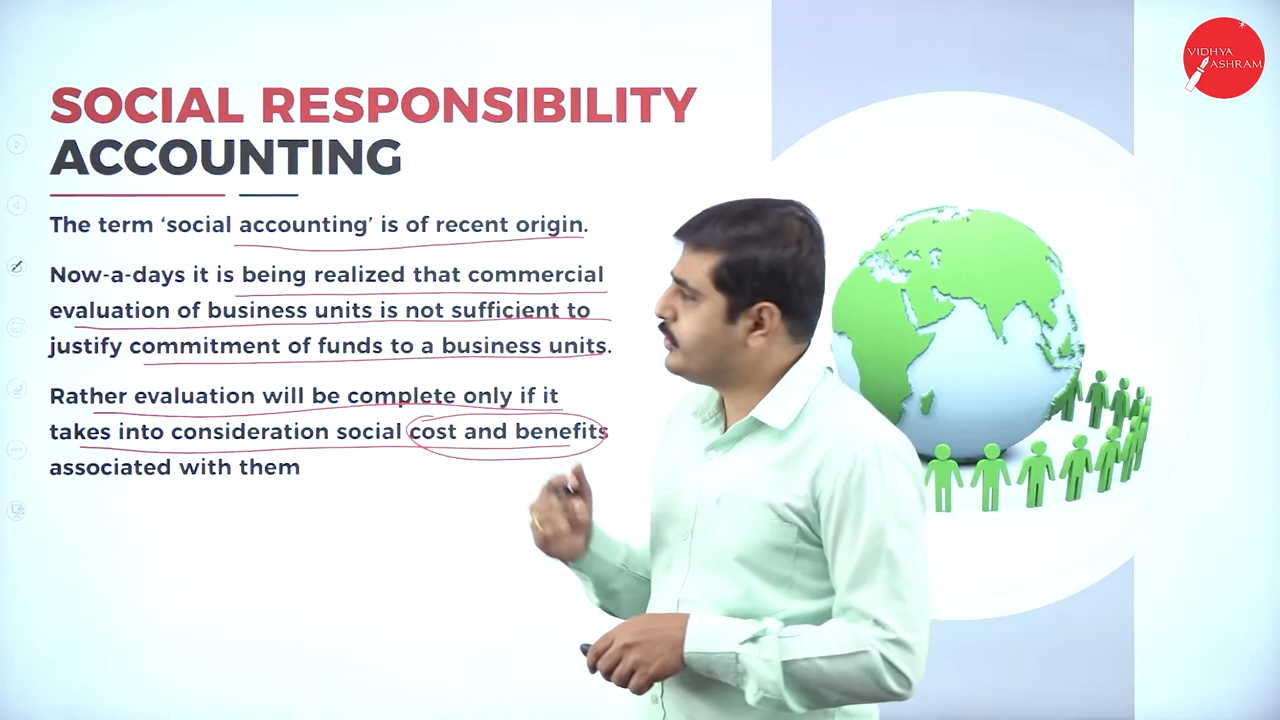 SOCIAL RESPONSIBILITY
ACCOUNTING
The term ‘social accounting’ is of recent origin.
Now-a-days it is being realized that commercial
evaluation of business units is not sufficient to
justify commitment of funds to a business units.
Rather evaluation will be complete only if it
takes into consideration social cost and benefits
associated with them
VIDHYA
ASHRAM